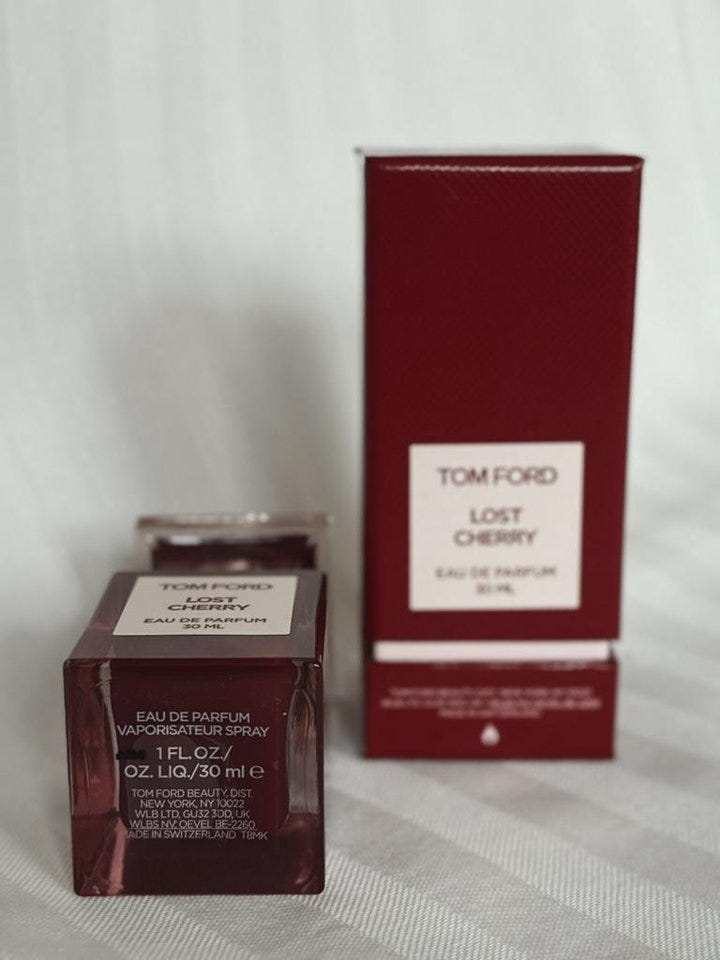 TOM FORD
LOST
CHERRY
EAU DE PARFUM
30 ML
TOM FORD
LOST
CHERRY
EAU DE PARFUM
30 ML
EAU DE PARFUM
VAPORISATEUR SPRAY
1 FL.OZ./
OZ. LIQ./30 ml e
TOM FORD BEAUTY, DIST.
NEW YORK, NY 10022
WLB LTD, GU32 3DD, UK
WLBS NV. OEVEL BE-2260
MADE IN SWITZERLAND T8MK